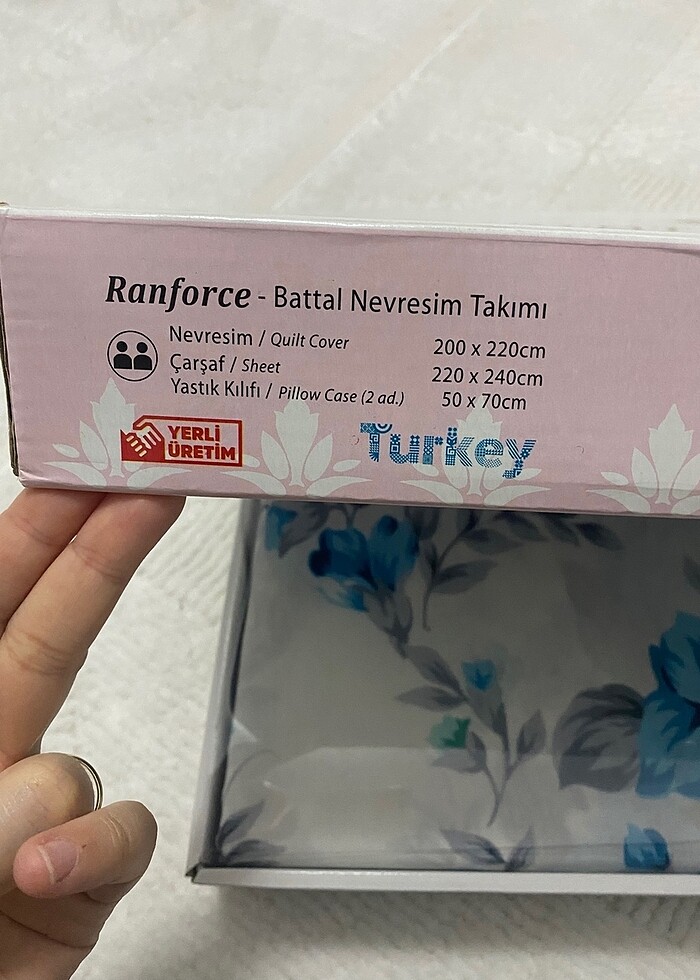 Ranforce - Battal Nevresim Takımı
Nevresim / Quilt Cover 200 x 220cm
Çarşaf / Sheet 220 x 240cm
Yastık Kılıfı / Pillow Case (2 ad.) 50 x 70cm
YERLİ
ÜRETİM
Turkey